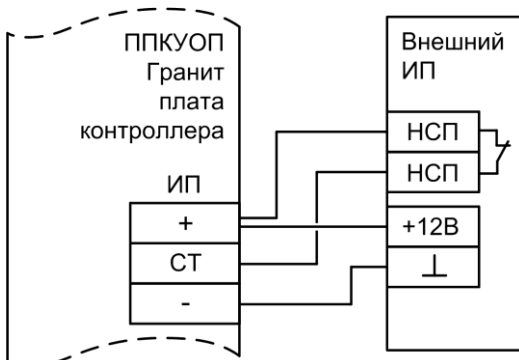 ППКУОП
Гранит
плата
контроллера
ИП
+
СТ
-
Внешний
ИП
НСП
НСП
+12В